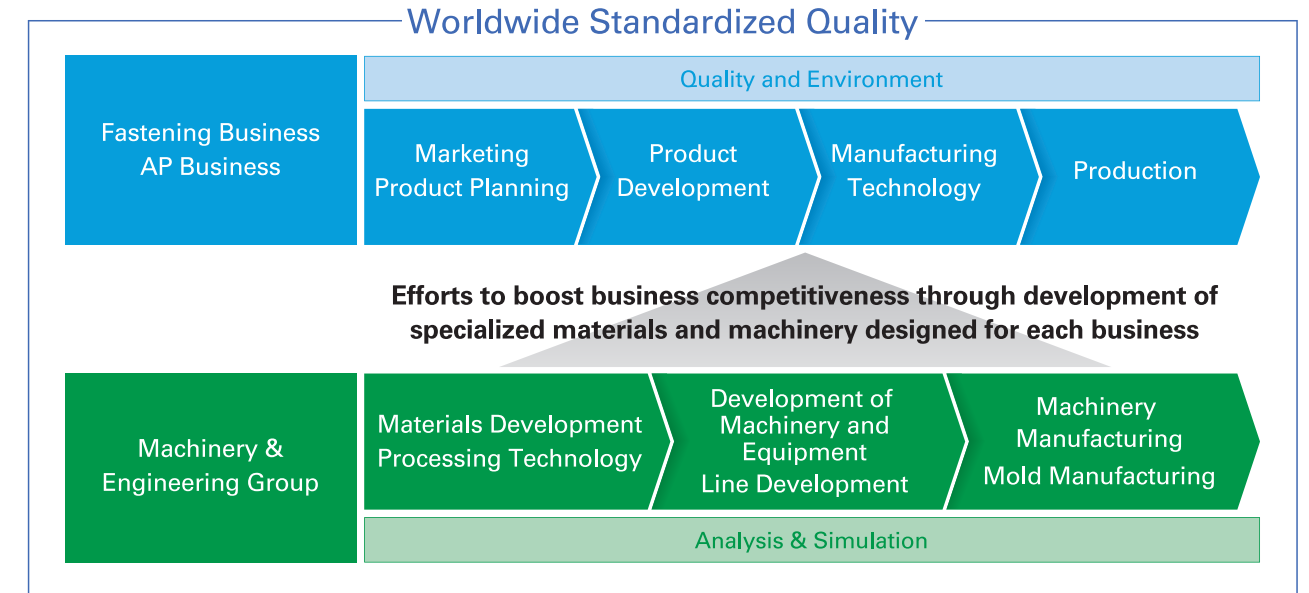 Worldwide Standardized Quality
Fastening Business
AP Business
Quality and Environment
Marketing
Product Planning
Product
Development
Manufacturing
Technology
Production
Efforts to boost business competitiveness through development of
specialized materials and machinery designed for each business
Machinery &
Engineering Group
Materials Development
Processing Technology
Development of
Machinery and
Equipment
Line Development
Machinery
Manufacturing
Mold Manufacturing
Analysis & Simulation